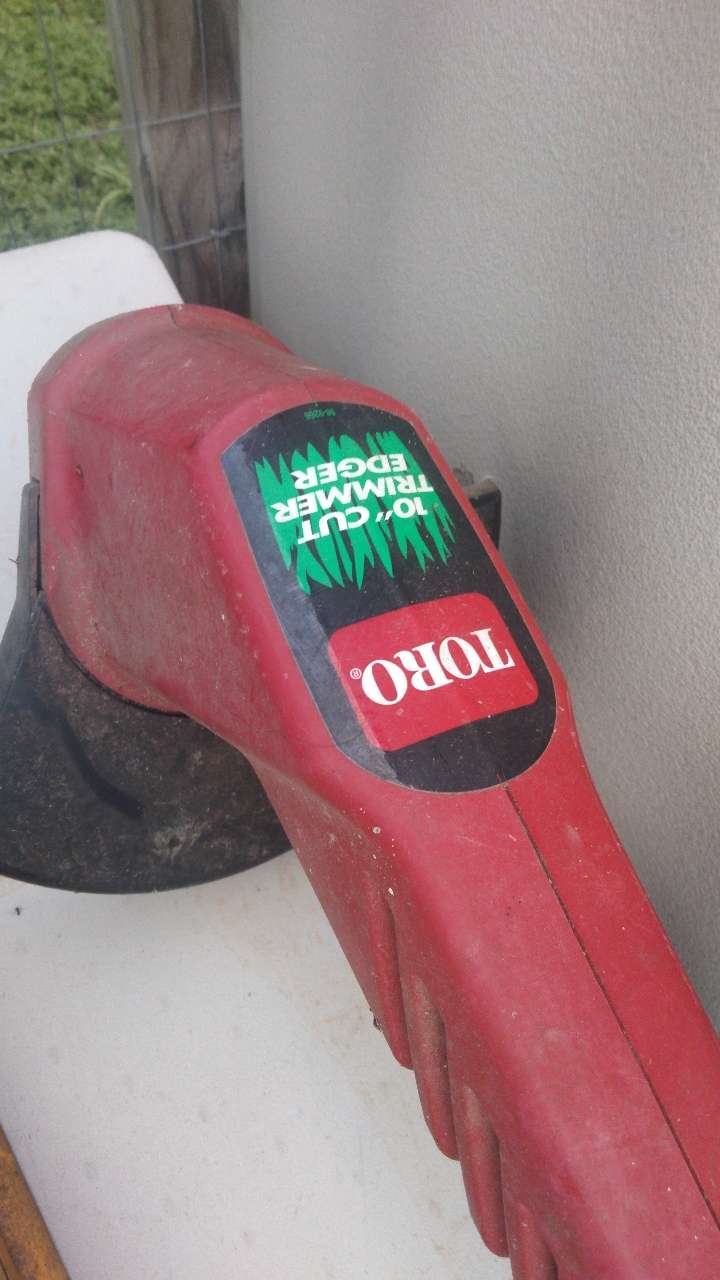 TORO®
10" CUT
TRIMMER
EDGER